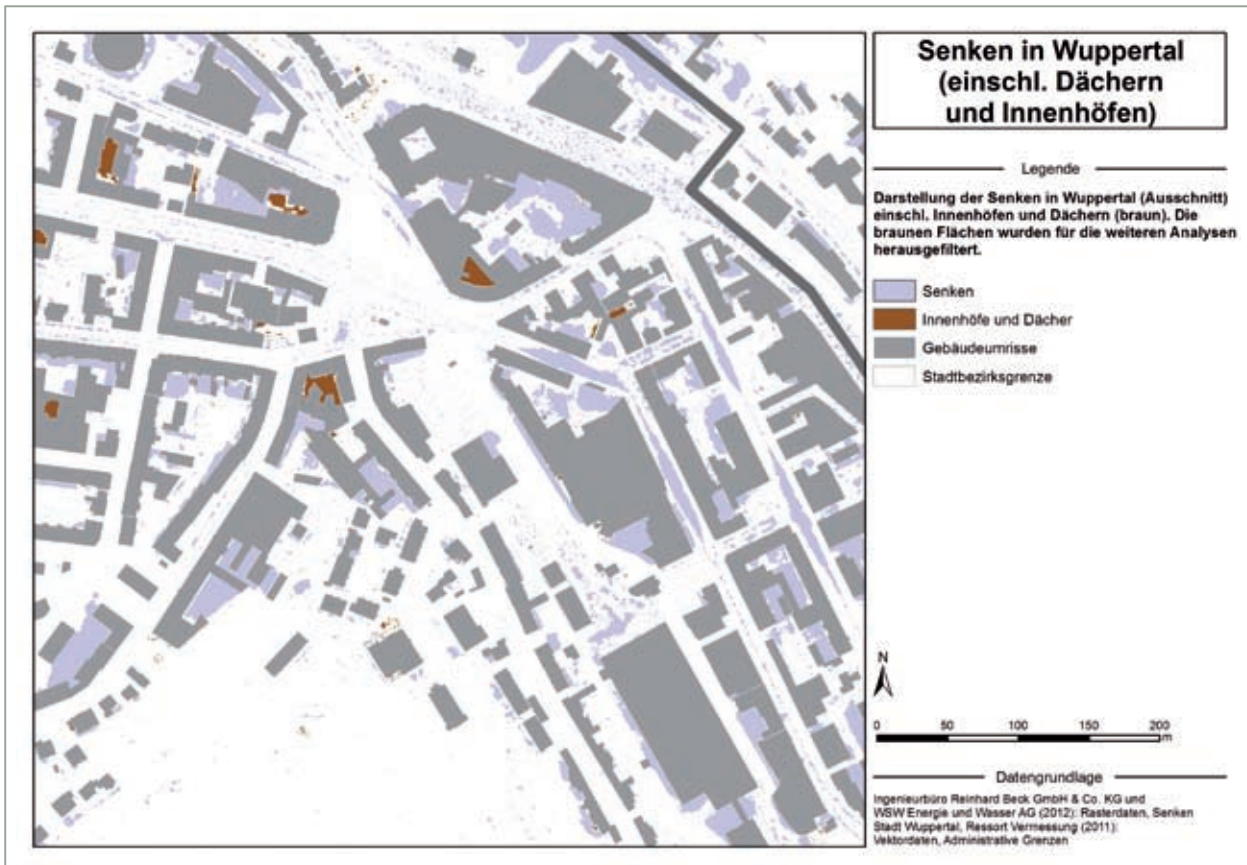 Senken in Wuppertal
(einschl. Dächern
und Innenhöfen)
Legende
Darstellung der Senken in Wuppertal (Ausschnitt)
einschl. Innenhöfen und Dächern (braun). Die
braunen Flächen wurden für die weiteren Analysen
herausgefiltert.
Senken
Innenhöfe und Dächer
Gebäudeumrisse
Stadtbezirksgrenze
N
0 50 100 150 200
m
Datengrundlage
Ingenieurbüro Reinhard Beck GmbH & Co. KG und
WSW Energie und Wasser AG (2012): Rasterdaten, Senken
Stadt Wuppertal, Ressort Vermessung (2011):
Vektordaten, Administrative Grenzen